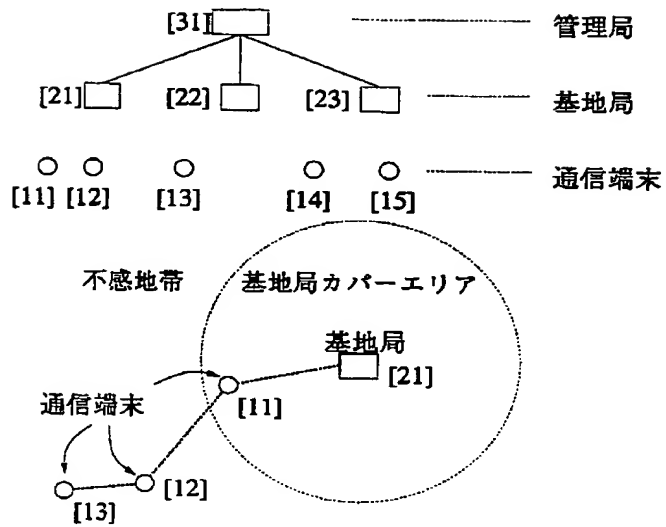 [31] 管理局
[21] [22] [23] 基地局
通信端末
[11] [12] [13] [14] [15]
不感地帯 基地局カバーエリア
基地局
[21]
通信端末 [11]
[12]
[13]